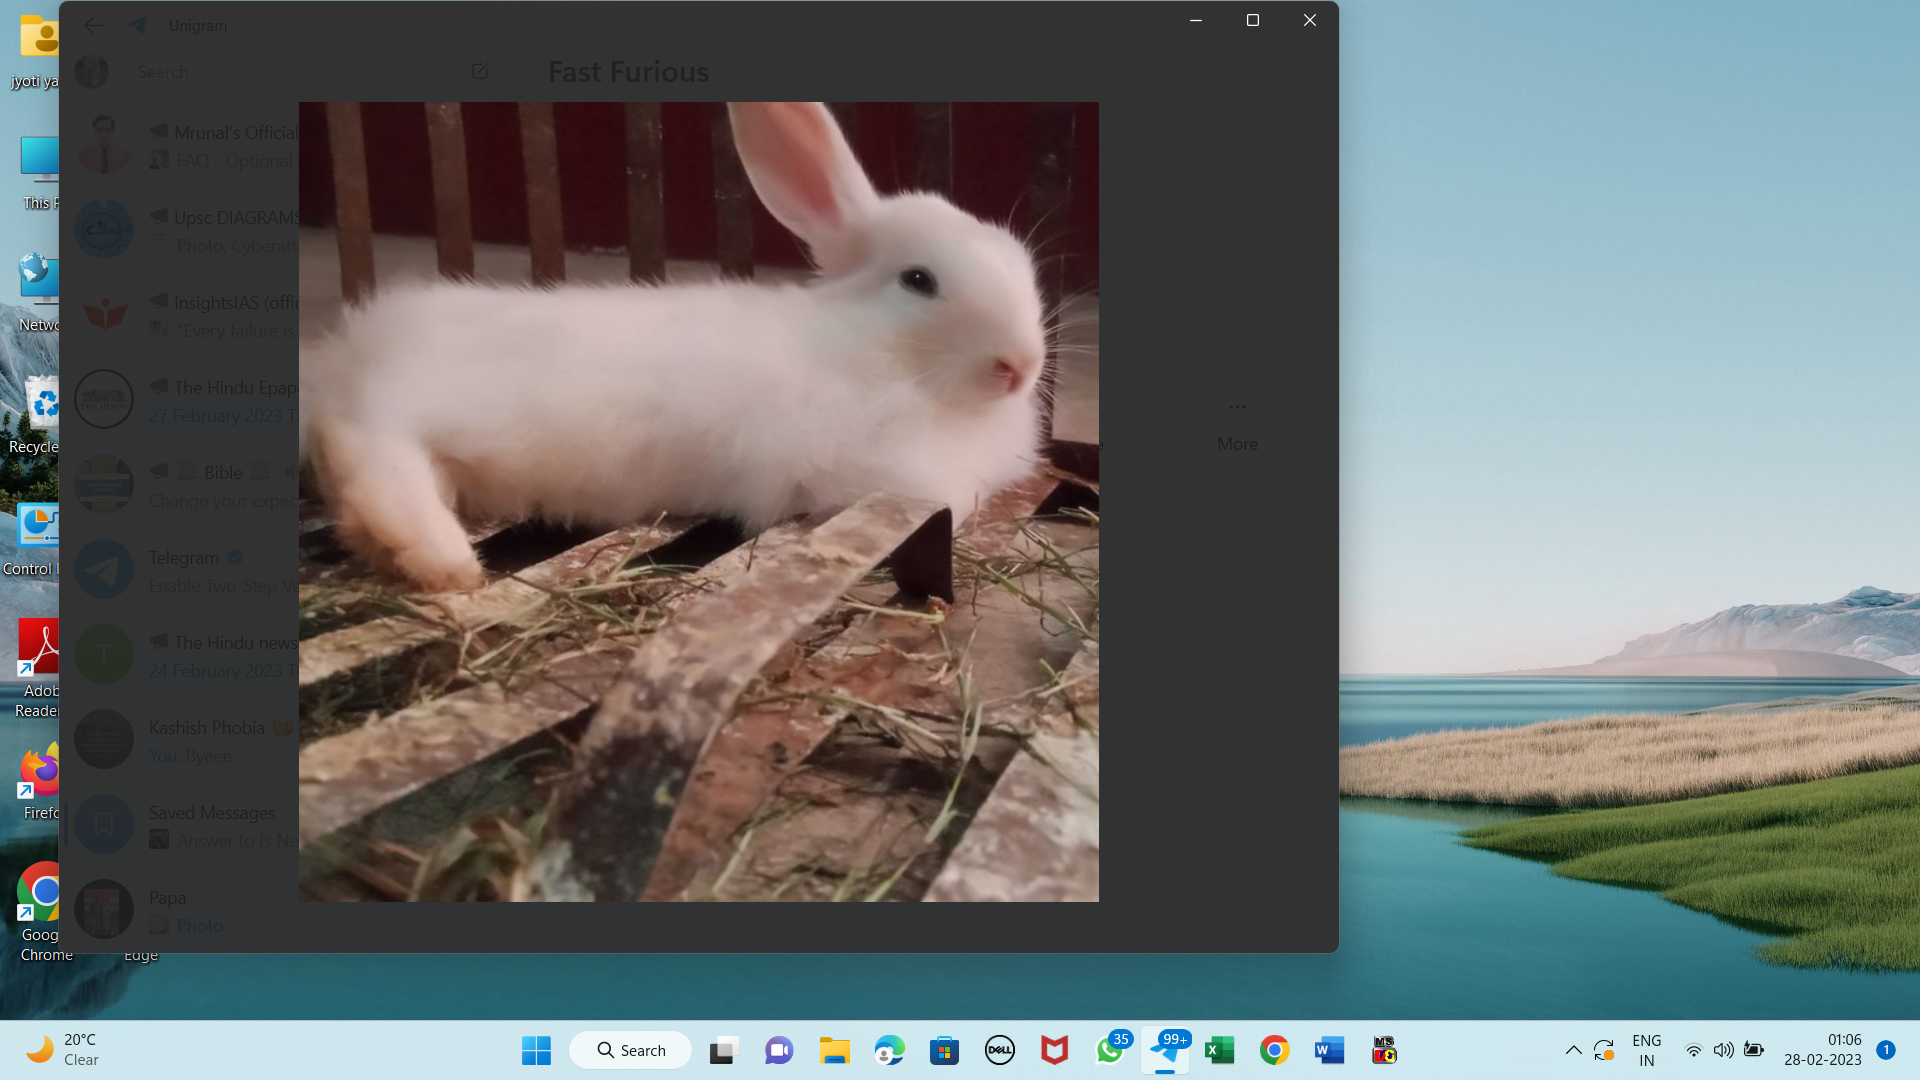 Unigram
Search
Fast Furious
jyoti ya
Mrunal's Official
FAQ - Optional
This P
Upsc DIAGRAMS
Photo, Cyberatt
InsightsIAS (offic
"Every failure is
Netwo
The Hindu Epap
27 February 2023 T
More
Recycle
Bible
Change your expec
Telegram
Enable Two-Step Ve
Control P
T
The Hindu news
24 February 2023 T
Adob
Reader
Kashish Phobia
You: Byeee
Saved Messages
Answer to Is Ne
Firefo
Papa
Photo
Goog
Chrome
Edge
20°C
Clear
Search
DELL
35
99+
ENG
IN
01:06
28-02-2023
1